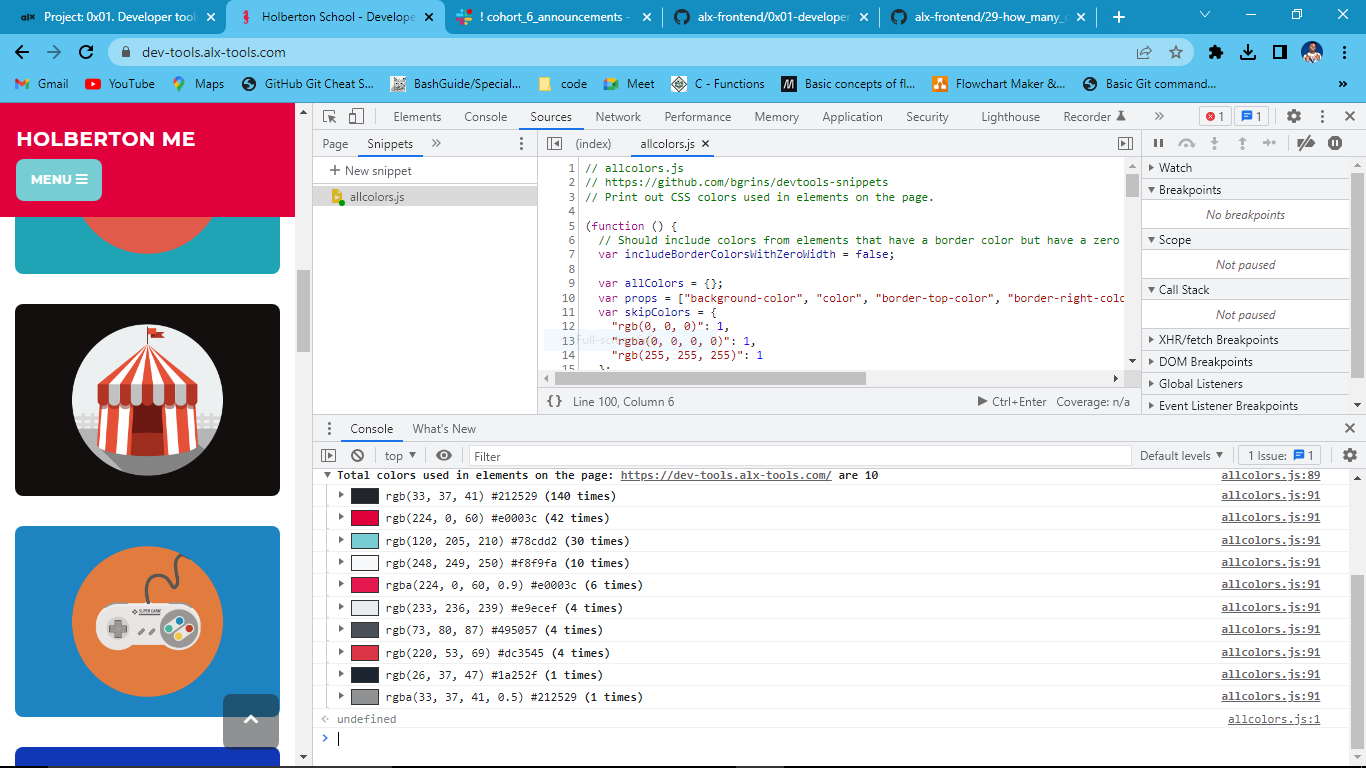 alx Project: 0x01. Developer tool
Holberton School - Develope
! cohort_6_announcements -
alx-frontend/0x01-developer
alx-frontend/29-how_many_
dev-tools.alx-tools.com
Gmail YouTube Maps GitHub Git Cheat S... BashGuide/Special... code Meet C - Functions Basic concepts of fl... Flowchart Maker &... Basic Git command... »
HOLBERTON ME
MENU
SUPER GAME
Elements Console Sources Network Performance Memory Application Security Lighthouse Recorder » 1 1
Page Snippets »
+ New snippet
allcolors.js
(index) allcolors.js
1 // allcolors.js
2 // https://github.com/bgrins/devtools-snippets
3 // Print out CSS colors used in elements on the page.
4
5 (function () {
6 // Should include colors from elements that have a border color but have a zero
7 var includeBorderColorsWithZeroWidth = false;
8
9 var allColors = {};
10 var props = ["background-color", "color", "border-top-color", "border-right-colo
11 var skipColors = {
12 "rgb(0, 0, 0)": 1,
13 "rgba(0, 0, 0, 0)": 1,
14 "rgb(255, 255, 255)": 1
15 };
{} Line 100, Column 6 Ctrl+Enter Coverage: n/a
Watch
Breakpoints
No breakpoints
Scope
Not paused
Call Stack
Not paused
XHR/fetch Breakpoints
DOM Breakpoints
Global Listeners
Event Listener Breakpoints
Console What's New
top Filter Default levels 1 Issue: 1
Total colors used in elements on the page: https://dev-tools.alx-tools.com/ are 10 allcolors.js:89
rgb(33, 37, 41) #212529 (140 times) allcolors.js:91
rgb(224, 0, 60) #e0003c (42 times) allcolors.js:91
rgb(120, 205, 210) #78cdd2 (30 times) allcolors.js:91
rgb(248, 249, 250) #f8f9fa (10 times) allcolors.js:91
rgba(224, 0, 60, 0.9) #e0003c (6 times) allcolors.js:91
rgb(233, 236, 239) #e9ecef (4 times) allcolors.js:91
rgb(73, 80, 87) #495057 (4 times) allcolors.js:91
rgb(220, 53, 69) #dc3545 (4 times) allcolors.js:91
rgb(26, 37, 47) #1a252f (1 times) allcolors.js:91
rgba(33, 37, 41, 0.5) #212529 (1 times) allcolors.js:91
undefined allcolors.js:1